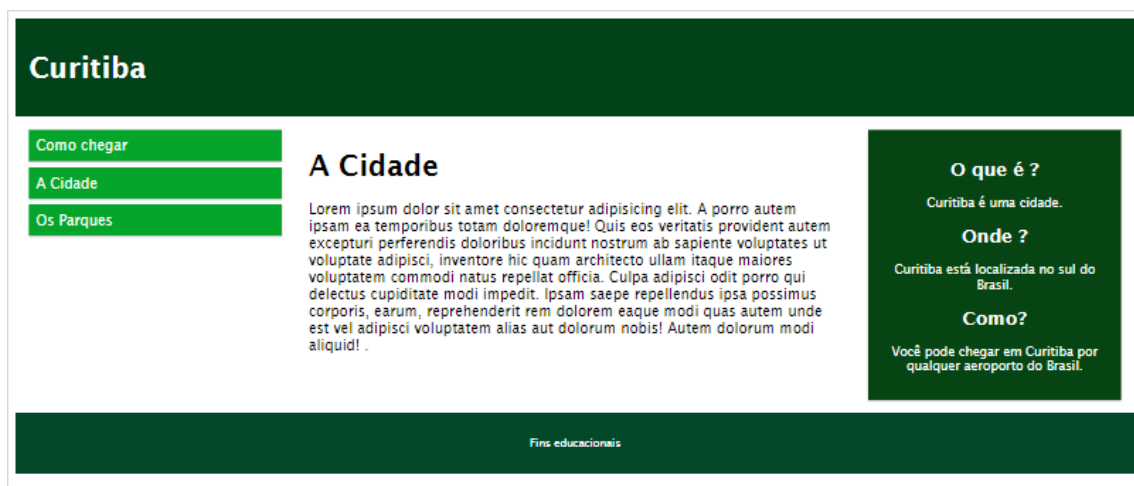 Curitiba
Como chegar
A Cidade
Os Parques
A Cidade
Lorem ipsum dolor sit amet consectetur adipisicing elit. A porro autem
ipsam ea temporibus totam doloremque! Quis eos veritatis provident autem
excepturi perferendis doloribus incidunt nostrum ab sapiente voluptates ut
voluptate adipisci, inventore hic quam architecto ullam itaque maiores
voluptatem commodi natus repellat officia. Culpa adipisci odit porro qui
delectus cupiditate modi impedit. Ipsam saepe repellendus ipsa possimus
corporis, earum, reprehenderit rem dolorem eaque modi quas autem unde
est vel adipisci voluptatem alias aut dolorum nobis! Autem dolorum modi
aliquid! .
O que é ?
Curitiba é uma cidade.
Onde ?
Curitiba está localizada no sul do
Brasil.
Como?
Você pode chegar em Curitiba por
qualquer aeroporto do Brasil.
Fins educacionais